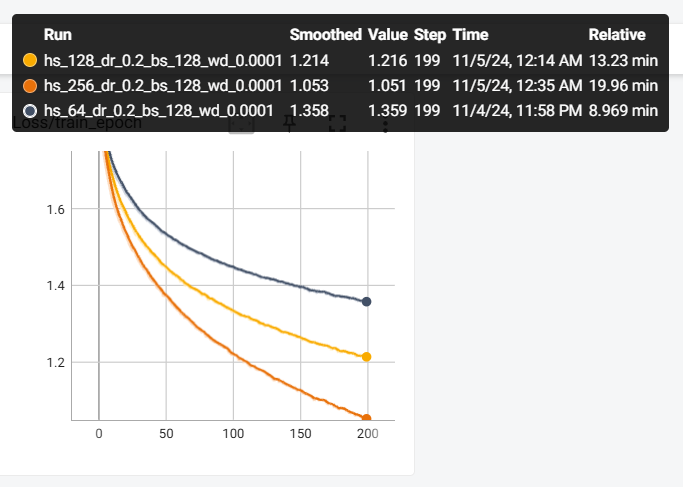 Run Smoothed Value Step Time Relative
hs_128_dr_0.2_bs_128_wd_0.0001 1.214 1.216 199 11/5/24, 12:14 AM 13.23 min
hs_256_dr_0.2_bs_128_wd_0.0001 1.053 1.051 199 11/5/24, 12:35 AM 19.96 min
hs_64_dr_0.2_bs_128_wd_0.0001 1.358 1.359 199 11/4/24, 11:58 PM 8.969 min
Loss/train_epoch
1.6
1.4
1.2
0 50 100 150 200